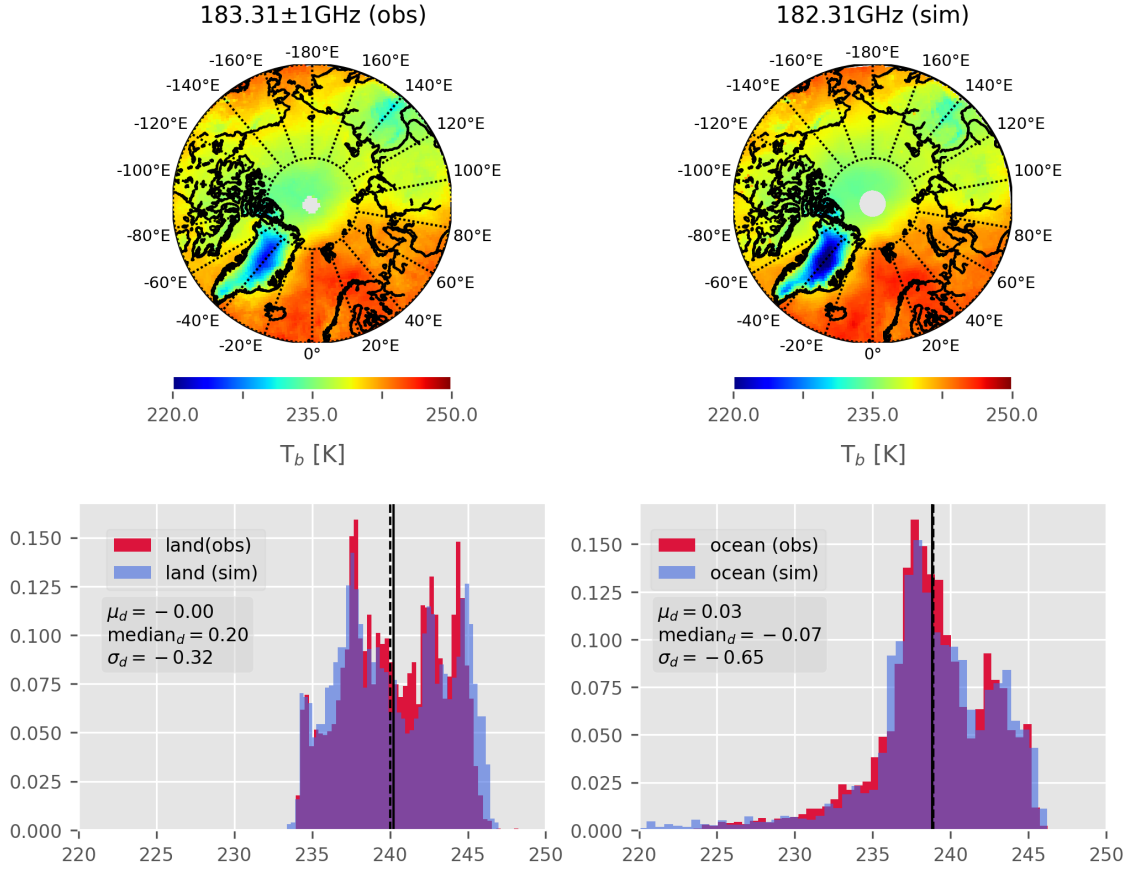 183.31±1GHz (obs)
182.31GHz (sim)
-180°E
-160°E 160°E
-140°E 140°E
-120°E 120°E
-100°E 100°E
-80°E 80°E
-60°E 60°E
-40°E 40°E
-20°E 20°E
0°
-180°E
-160°E 160°E
-140°E 140°E
-120°E 120°E
-100°E 100°E
-80°E 80°E
-60°E 60°E
-40°E 40°E
-20°E 20°E
0°
220.0 235.0 250.0
T_b [K]
220.0 235.0 250.0
T_b [K]
0.150
0.125
0.100
0.075
0.050
0.025
0.000
land(obs)
land (sim)
μ_d = −0.00
median_d = 0.20
σ_d = −0.32
220 225 230 235 240 245 250
0.150
0.125
0.100
0.075
0.050
0.025
0.000
ocean (obs)
ocean (sim)
μ_d = 0.03
median_d = −0.07
σ_d = −0.65
220 225 230 235 240 245 250